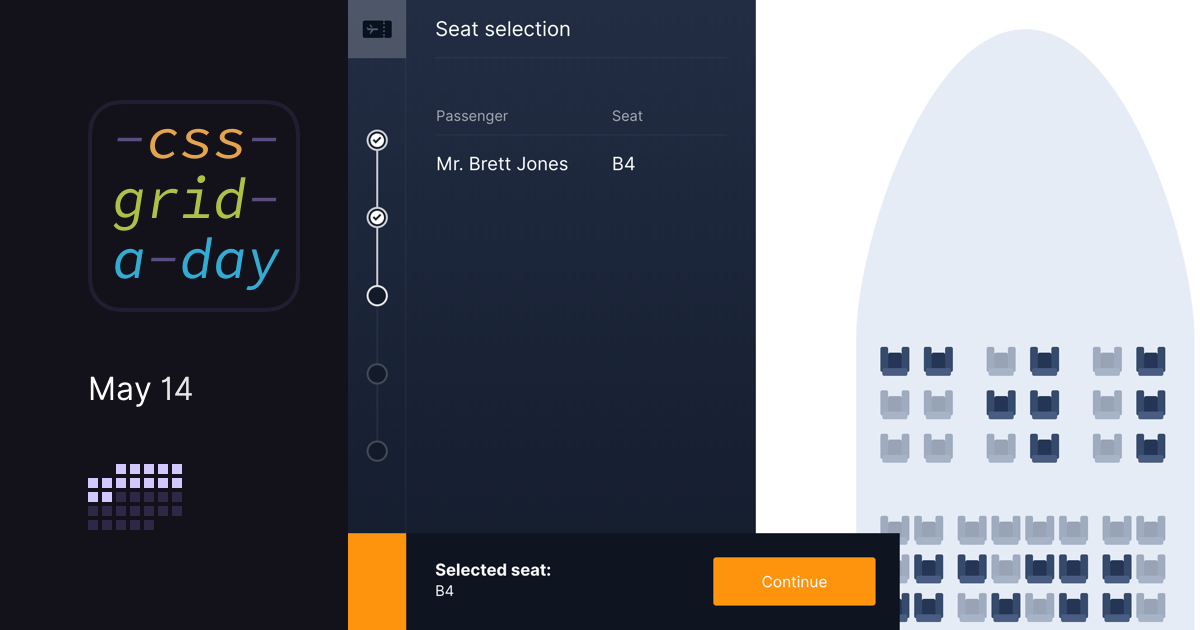 -css-
grid-
a-day
May 14
Seat selection
Passenger Seat
Mr. Brett Jones B4
Selected seat:
B4
Continue